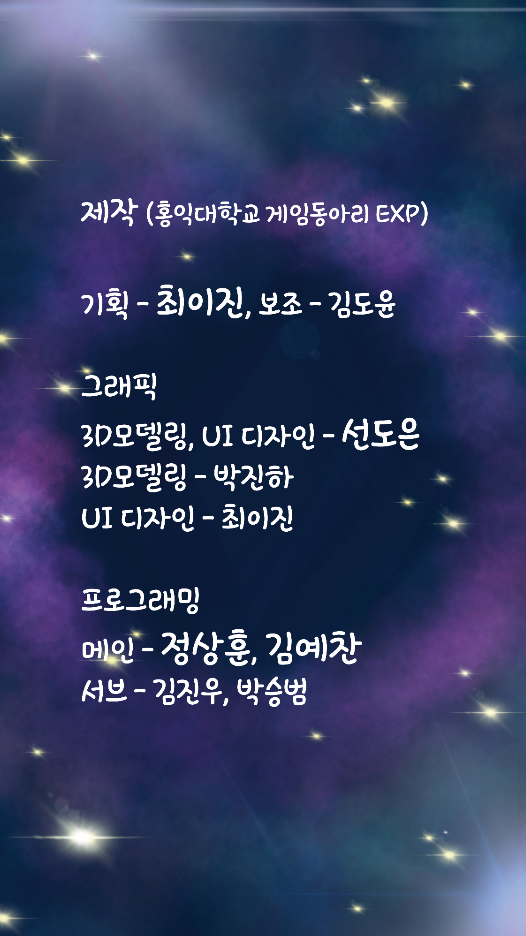 제작 (홍익대학교 게임동아리 EXP)
기획 - 최이진, 보조 - 김도윤
그래픽
3D모델링, UI 디자인 - 선도은
3D모델링 - 박진하
UI 디자인 - 최이진
프로그래밍
메인 - 정상훈, 김예찬
서브 - 김진우, 박승범